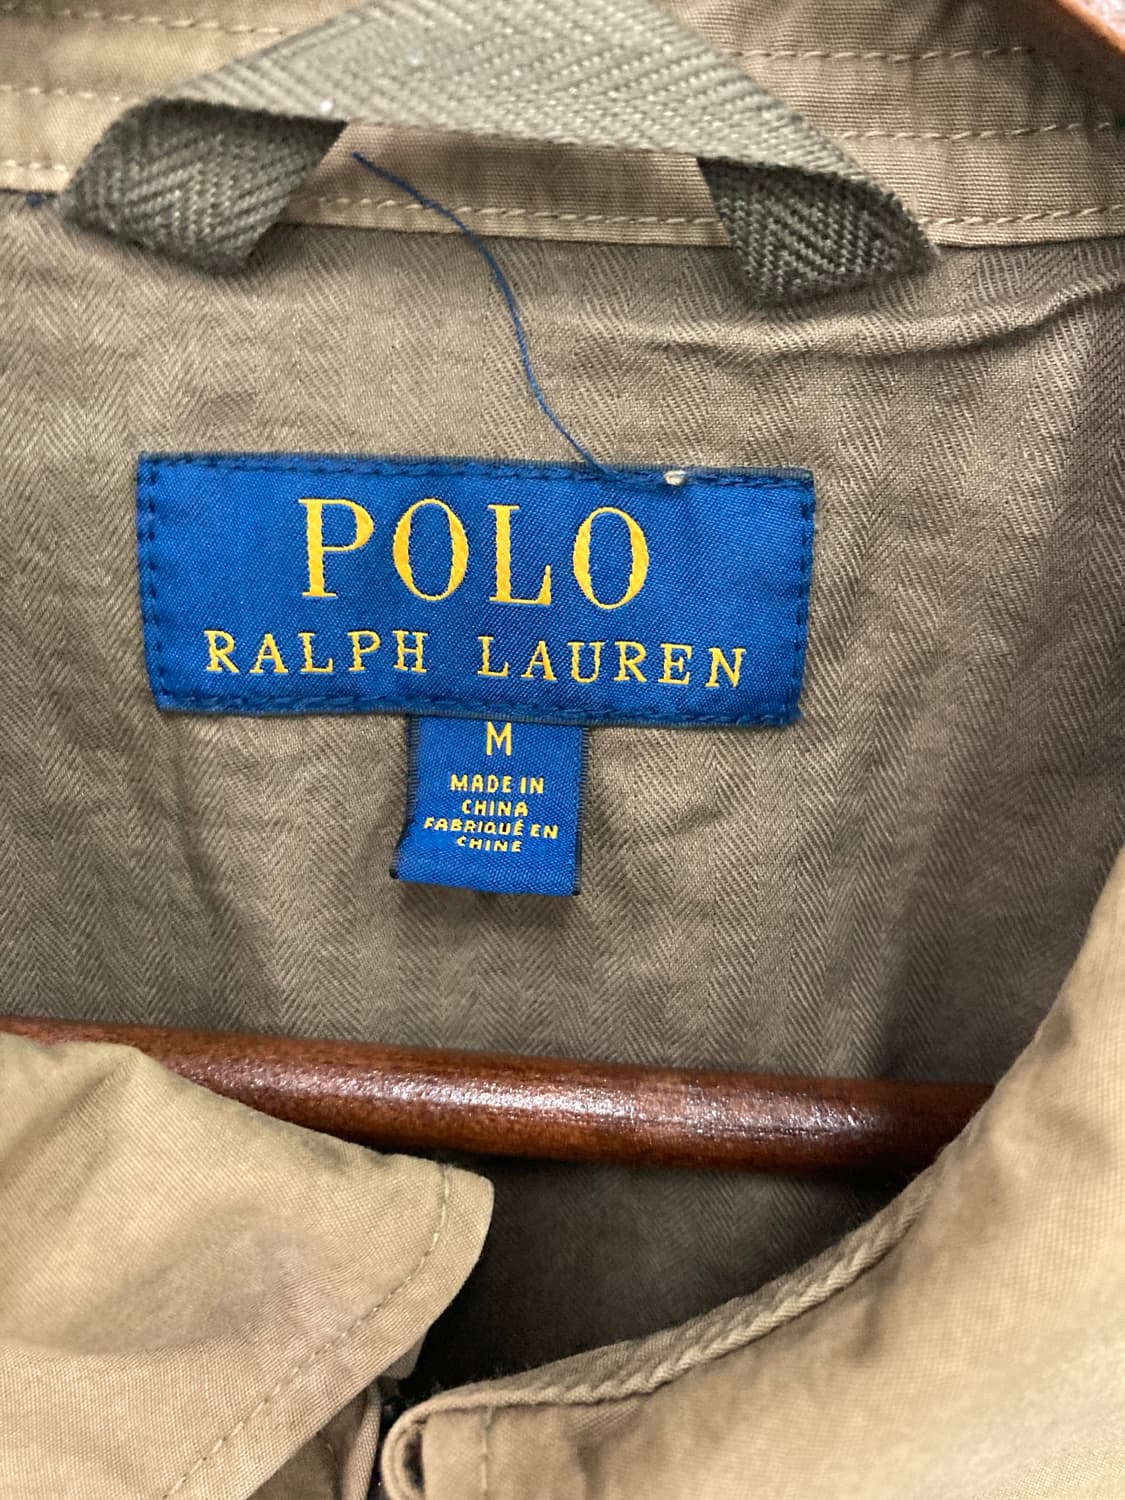 POLO
RALPH LAUREN
M
MADE IN
CHINA
FABRIQUÉ EN
CHINE